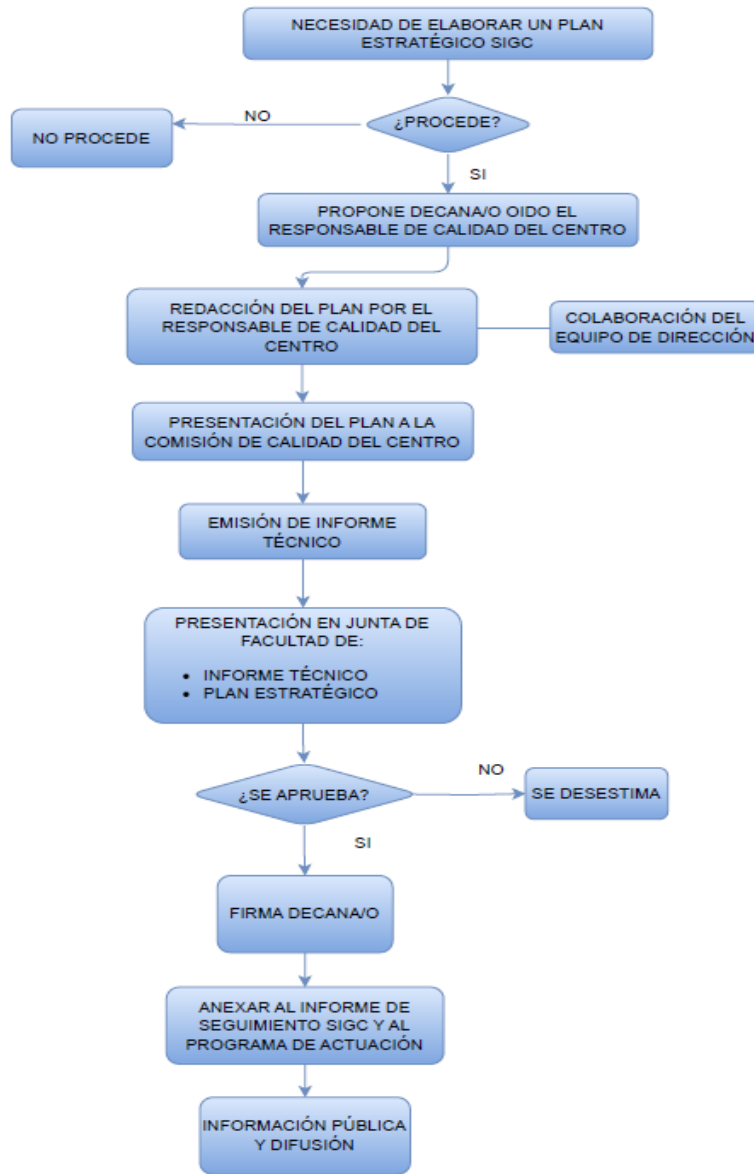 NECESIDAD DE ELABORAR UN PLAN
ESTRATÉGICO SIGC
NO
¿PROCEDE?
NO PROCEDE
SI
PROPONE DECANA/O OIDO EL
RESPONSABLE DE CALIDAD DEL CENTRO
REDACCIÓN DEL PLAN POR EL
RESPONSABLE DE CALIDAD DEL
CENTRO
COLABORACIÓN DEL
EQUIPO DE DIRECCIÓN
PRESENTACIÓN DEL PLAN A LA
COMISIÓN DE CALIDAD DEL CENTRO
EMISIÓN DE INFORME
TÉCNICO
PRESENTACIÓN EN JUNTA DE
FACULTAD DE:
• INFORME TÉCNICO
• PLAN ESTRATÉGICO
¿SE APRUEBA?
NO
SE DESESTIMA
SI
FIRMA DECANA/O
ANEXAR AL INFORME DE
SEGUIMIENTO SIGC Y AL
PROGRAMA DE ACTUACIÓN
INFORMACIÓN PÚBLICA
Y DIFUSIÓN